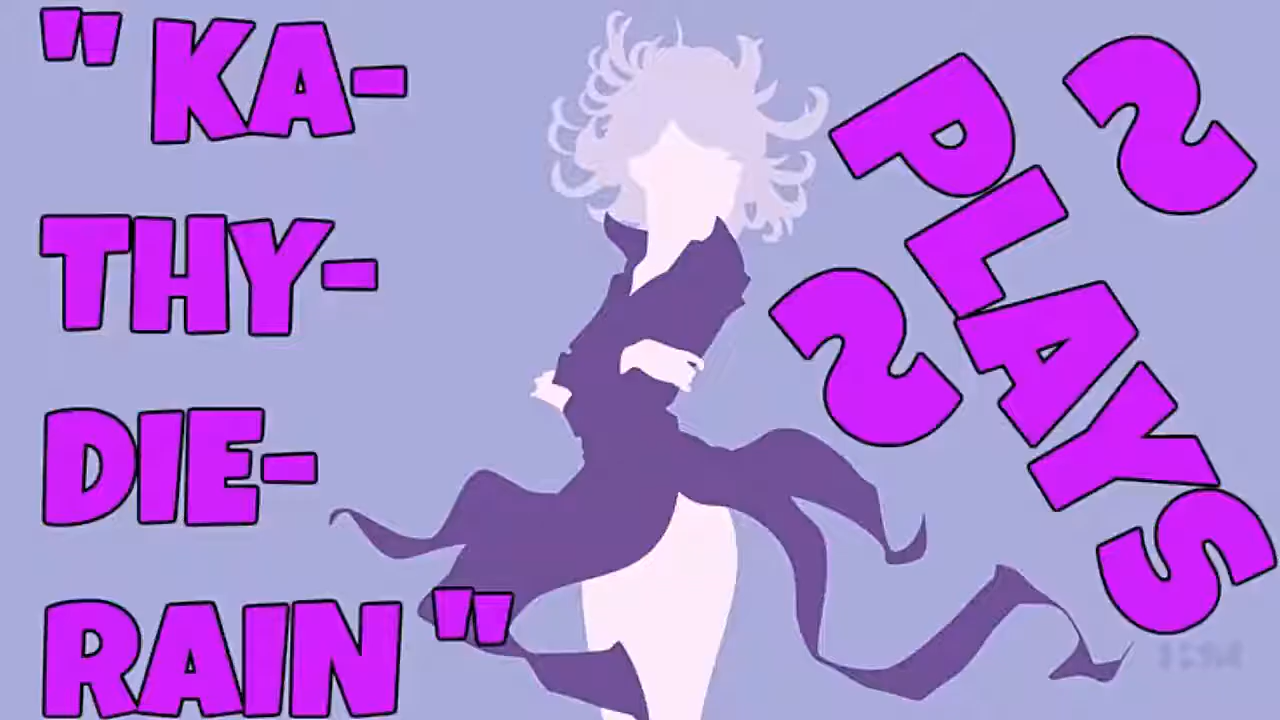 " KA-
THY-
DIE-
RAIN "
~ PLAYS ~